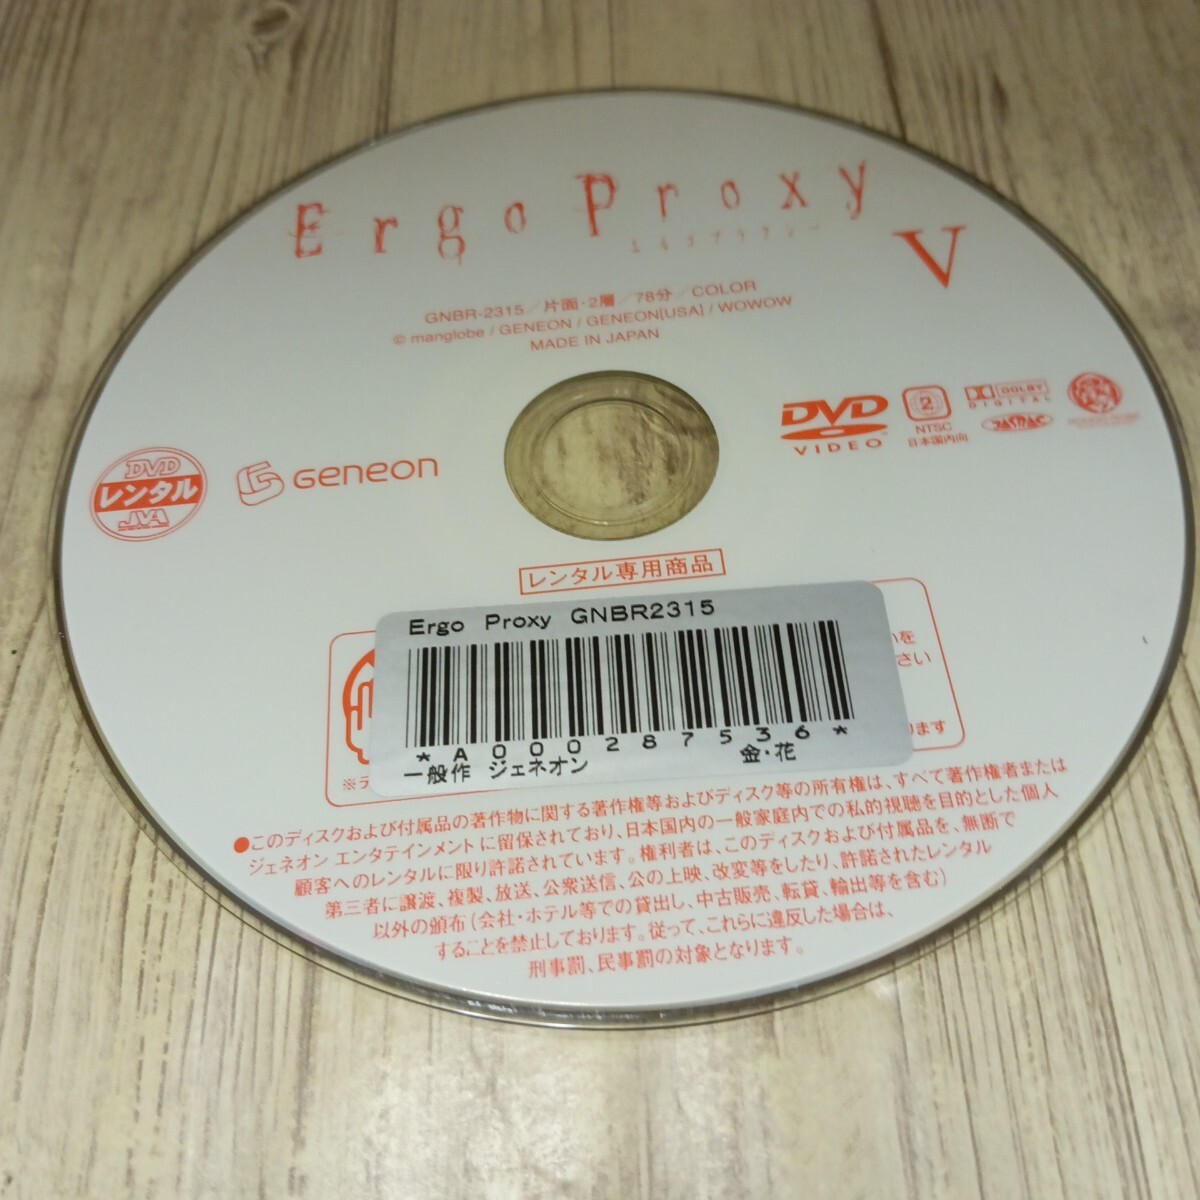 Ergo Proxy
エルゴプラクシー
V
GNBR-2315／片面・2層／78分／COLOR
© manglobe / GENEON / GENEON[USA] / WOWOW
MADE IN JAPAN
DVD
レンタル
JVA
GENEON
DVD
VIDEO
2
NTSC
日本国内向
DOLBY
DIGITAL
JASRAC
レンタル専用商品
Ergo Proxy GNBR2315
*A000287536*
一般作 ジェネオン 金・花
いを
さい
ります
※デ
●このディスクおよび付属品の著作物に関する著作権等およびディスク等の所有権は、すべて著作権者または
ジェネオン エンタテインメントに留保されており、日本国内の一般家庭内での私的視聴を目的とした個人
顧客へのレンタルに限り許諾されています。権利者は、このディスクおよび付属品を、無断で
第三者に譲渡、複製、放送、公衆送信、公の上映、改変等をしたり、許諾されたレンタル
以外の頒布（会社・ホテル等での貸出し、中古販売、転貸、輸出等を含む）
することを禁止しております。従って、これらに違反した場合は、
刑事罰、民事罰の対象となります。